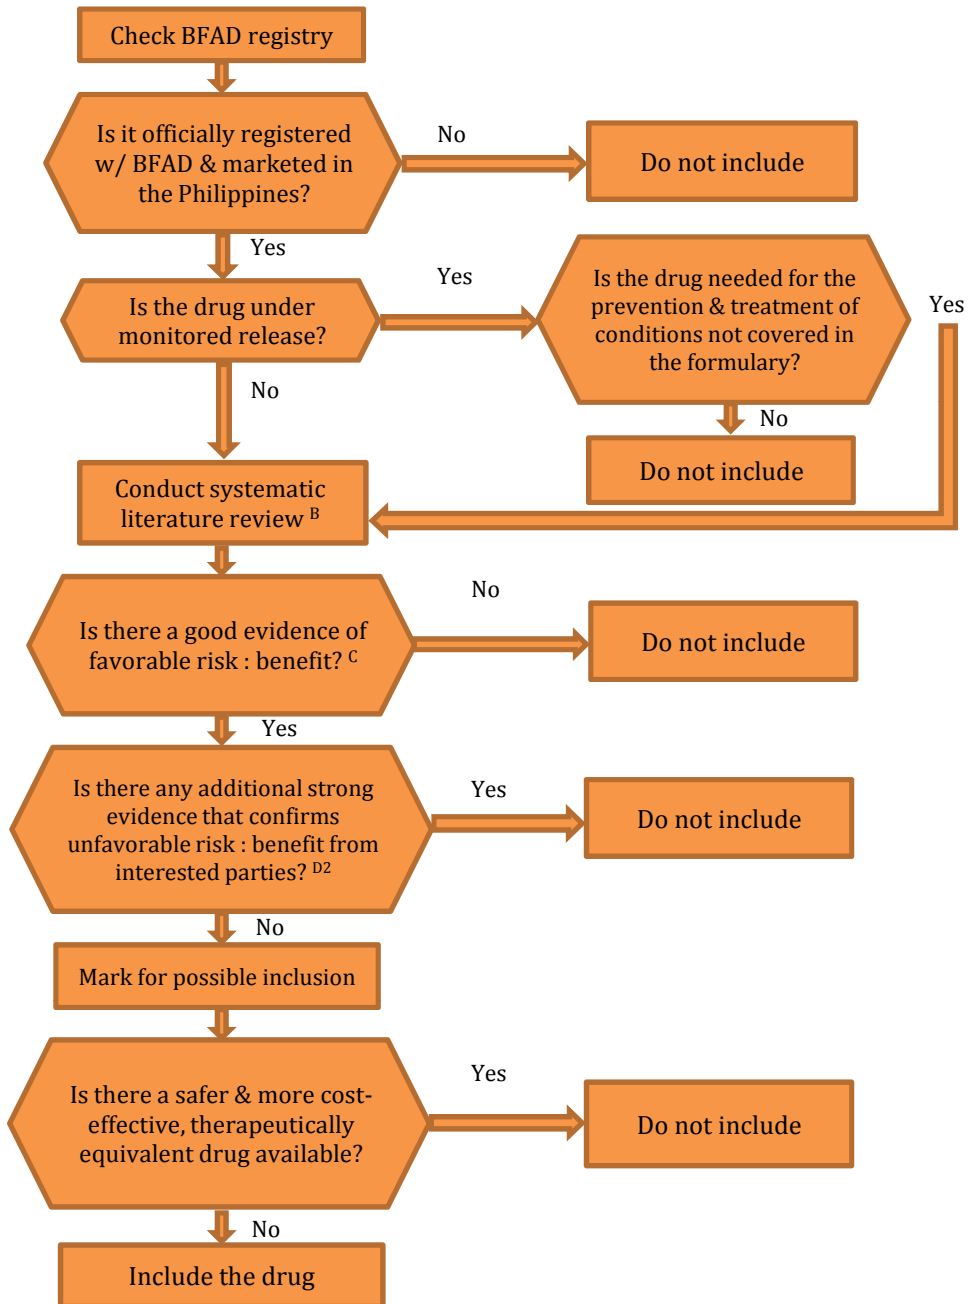 Check BFAD registry
Is it officially registered
w/ BFAD & marketed in
the Philippines?
No
Do not include
Yes
Is the drug under
monitored release?
Yes
Is the drug needed for the
prevention & treatment of
conditions not covered in
the formulary?
Yes
No
Do not include
No
Conduct systematic
literature review B
Is there a good evidence of
favorable risk : benefit? C
No
Do not include
Yes
Is there any additional strong
evidence that confirms
unfavorable risk : benefit from
interested parties? D2
Yes
Do not include
No
Mark for possible inclusion
Is there a safer & more cost-
effective, therapeutically
equivalent drug available?
Yes
Do not include
No
Include the drug